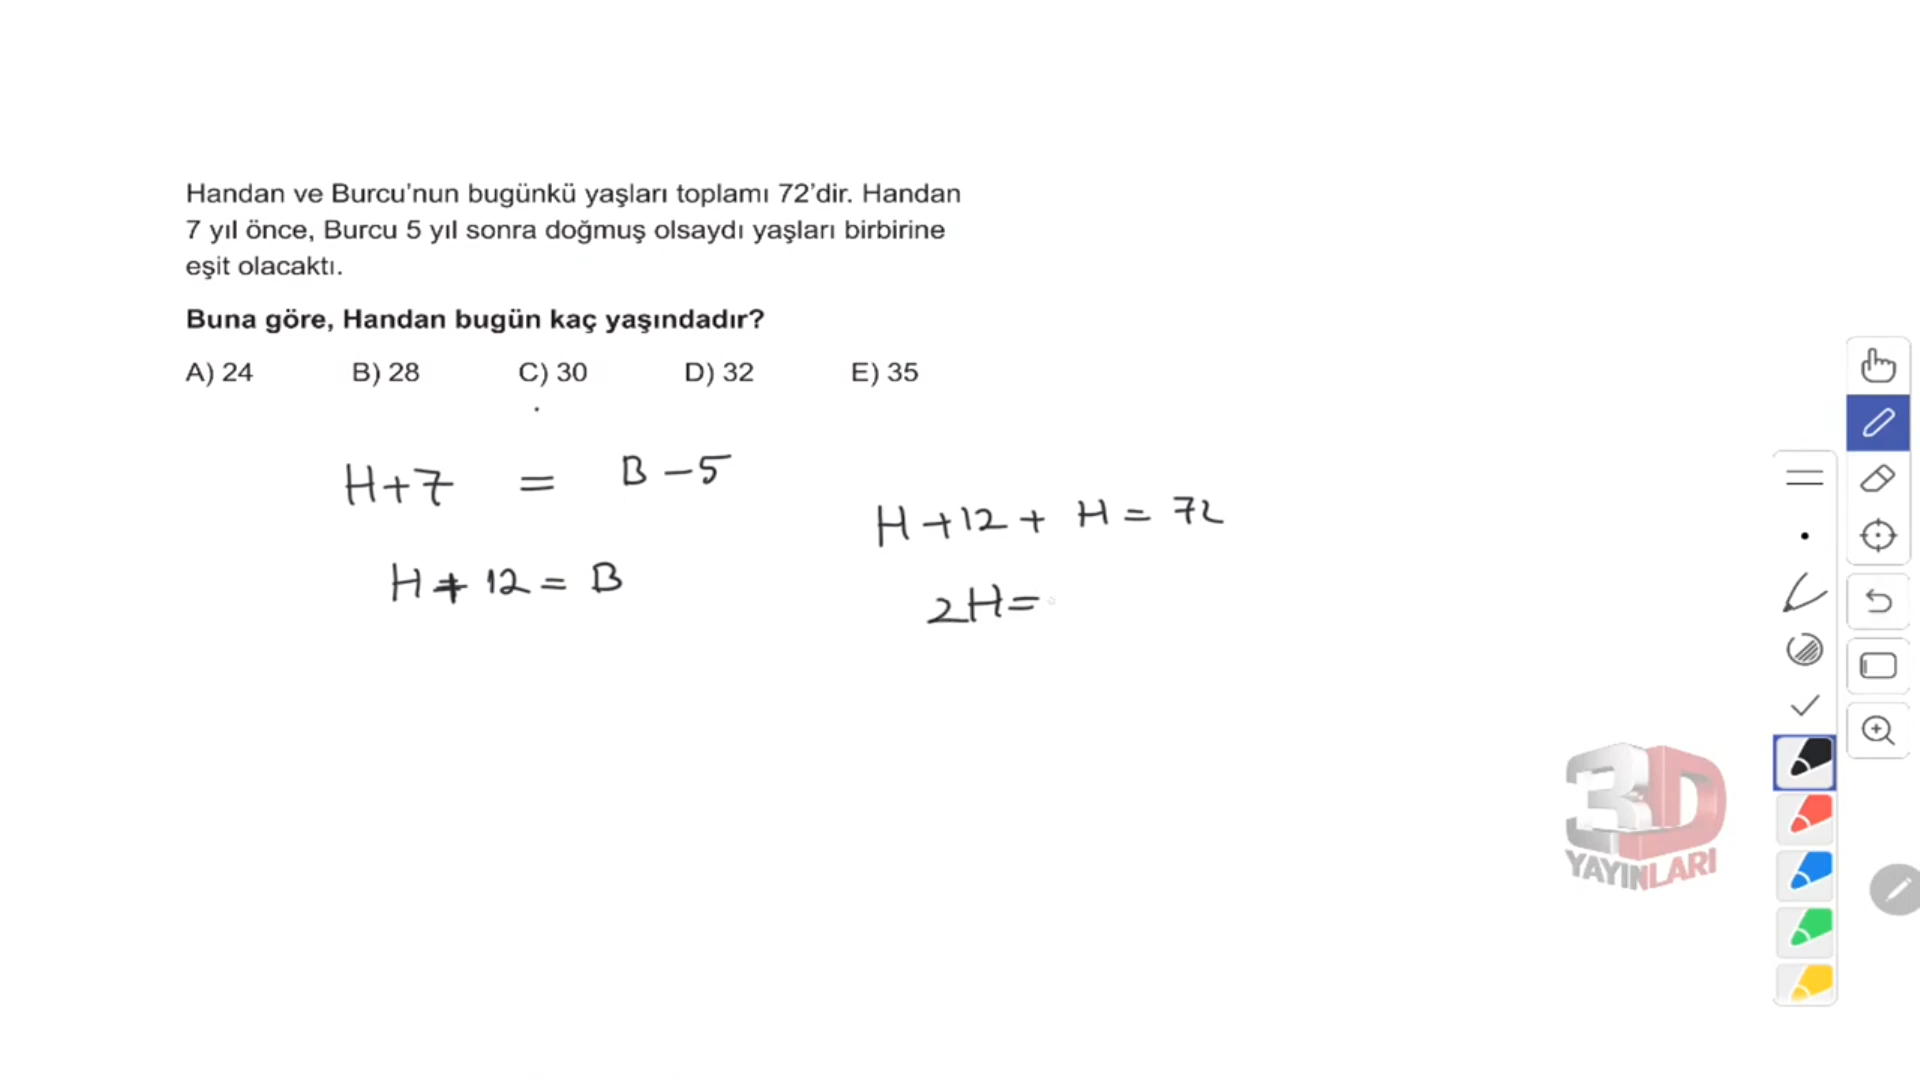 Handan ve Burcu'nun bugünkü yaşları toplamı 72'dir. Handan
7 yıl önce, Burcu 5 yıl sonra doğmuş olsaydı yaşları birbirine
eşit olacaktı.
Buna göre, Handan bugün kaç yaşındadır?
A) 24 B) 28 C) 30 D) 32 E) 35
H+7 = B-5
H+12 = B
H+12+ H = 72
2H=
3D
YAYINLARI